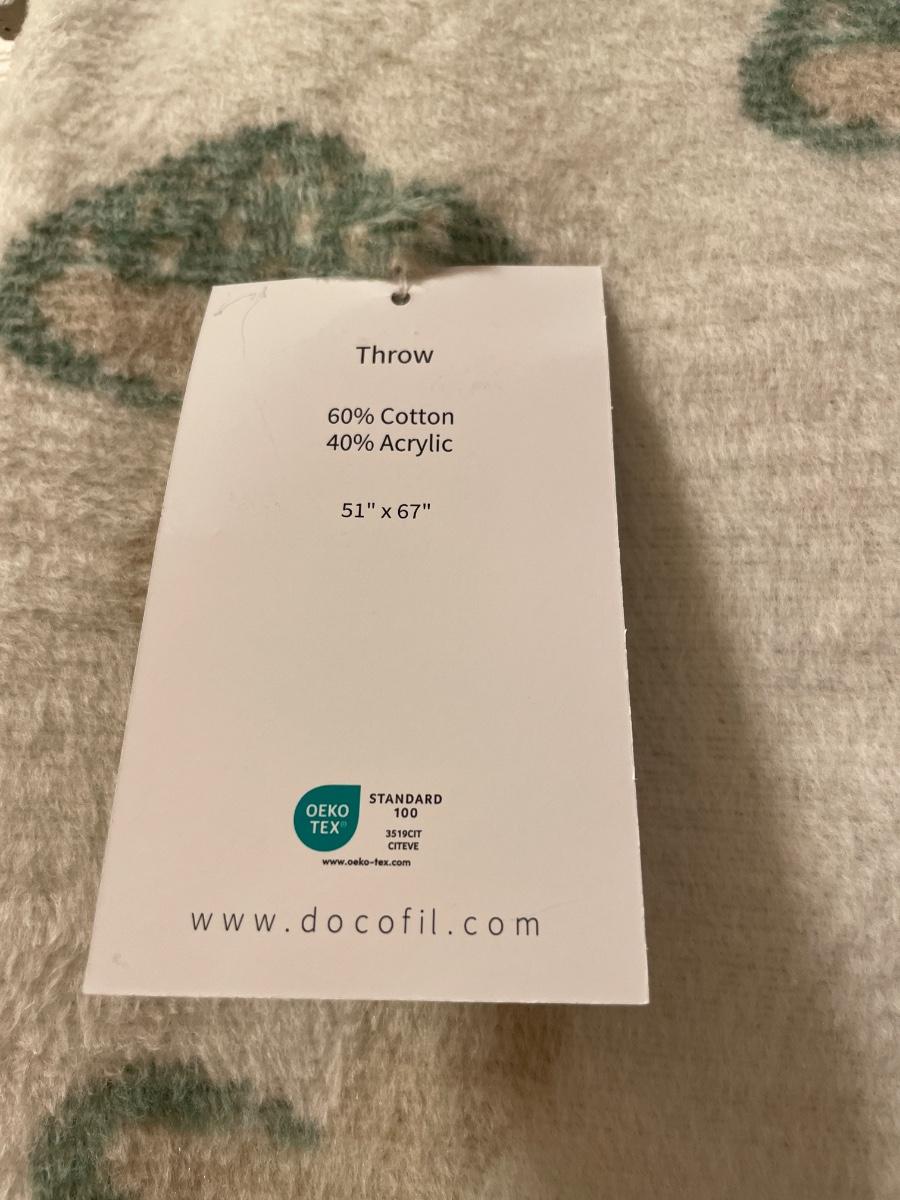 Throw
60% Cotton
40% Acrylic
51" x 67"
OEKO
TEX®
STANDARD
100
3519CIT
CITEVE
www.oeko-tex.com
www.docofil.com